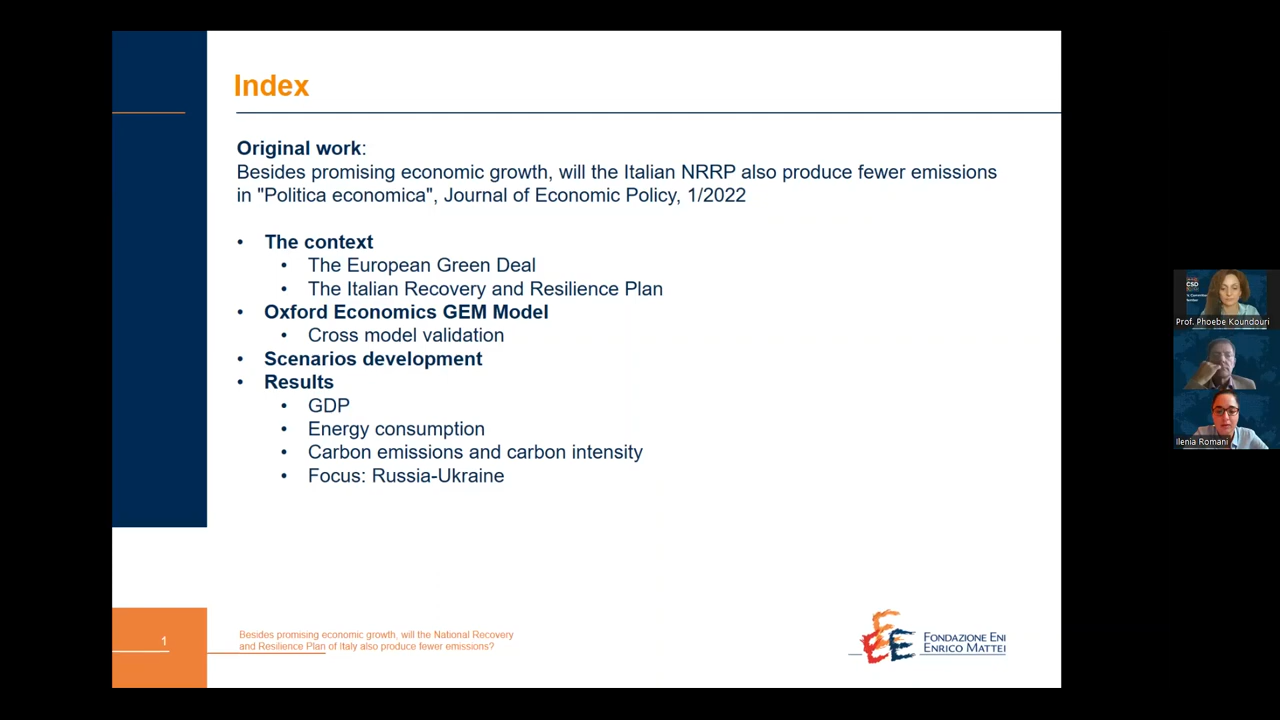 Index
Original work:
Besides promising economic growth, will the Italian NRRP also produce fewer emissions
in "Politica economica", Journal of Economic Policy, 1/2022
• The context
• The European Green Deal
• The Italian Recovery and Resilience Plan
• Oxford Economics GEM Model
• Cross model validation
• Scenarios development
• Results
• GDP
• Energy consumption
• Carbon emissions and carbon intensity
• Focus: Russia-Ukraine
1
Besides promising economic growth, will the National Recovery
and Resilience Plan of Italy also produce fewer emissions?
FONDAZIONE ENI
ENRICO MATTEI
CSD
Prof. Phoebe Koundouri
Ilenia Romani